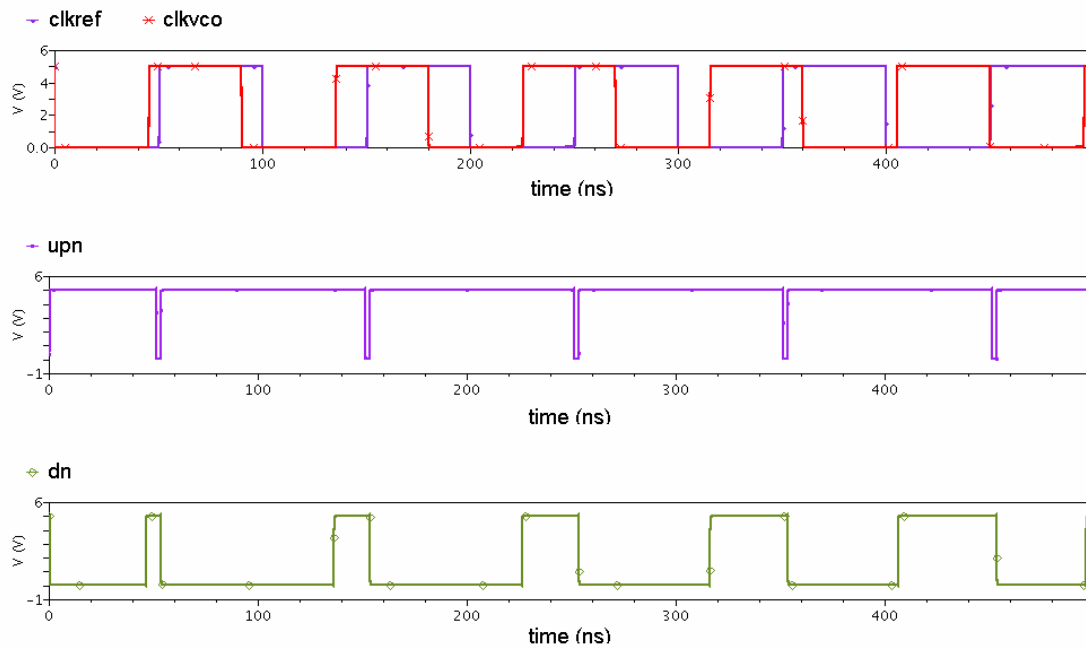 clkref clkvco
6
4
2
0.0
V (V)
0 100 200 300 400
time (ns)
upn
6
-1
V (V)
0 200 400
100 300
time (ns)
dn
6
-1
V (V)
0 100 200 300 400
time (ns)